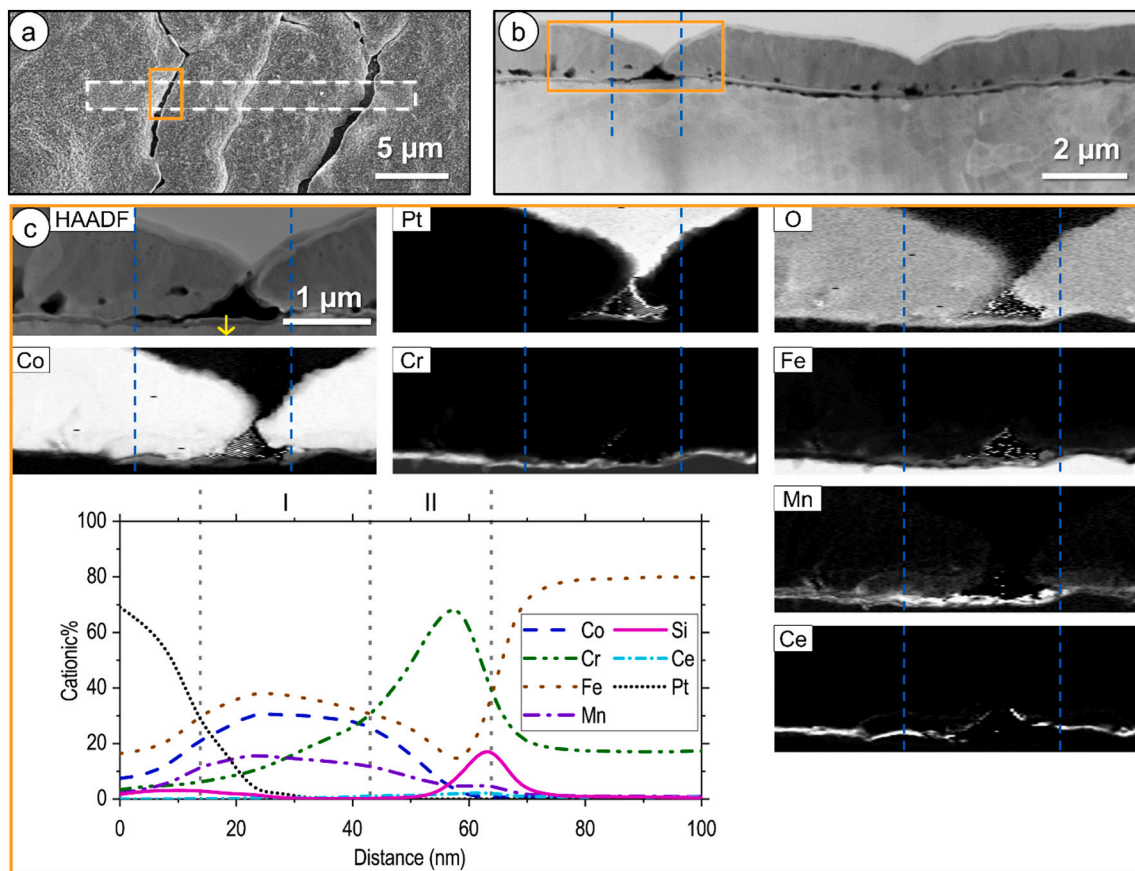 a
5 µm
b
2 µm
c
HAADF
1 µm
Pt
O
Co
Cr
Fe
Mn
Ce
I
II
100
80
60
40
20
0
Cationic%
Co
Cr
Fe
Mn
Si
Ce
Pt
0
20
40
60
80
100
Distance (nm)